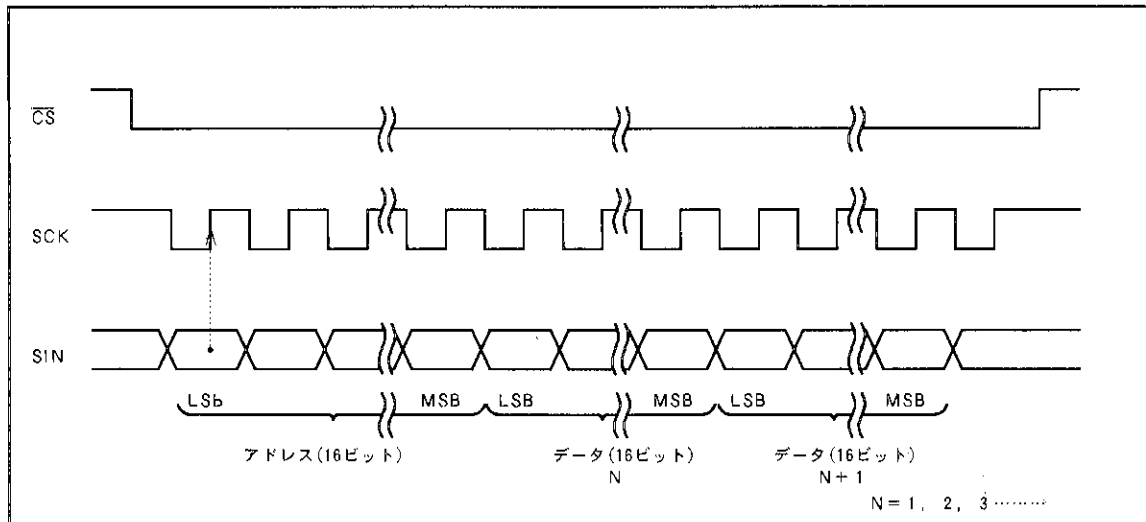 CS
SCK
SIN
LSb MSB LSB MSB LSB MSB
アドレス(16ビット) データ(16ビット) データ(16ビット)
N N+1
N=1, 2, 3………